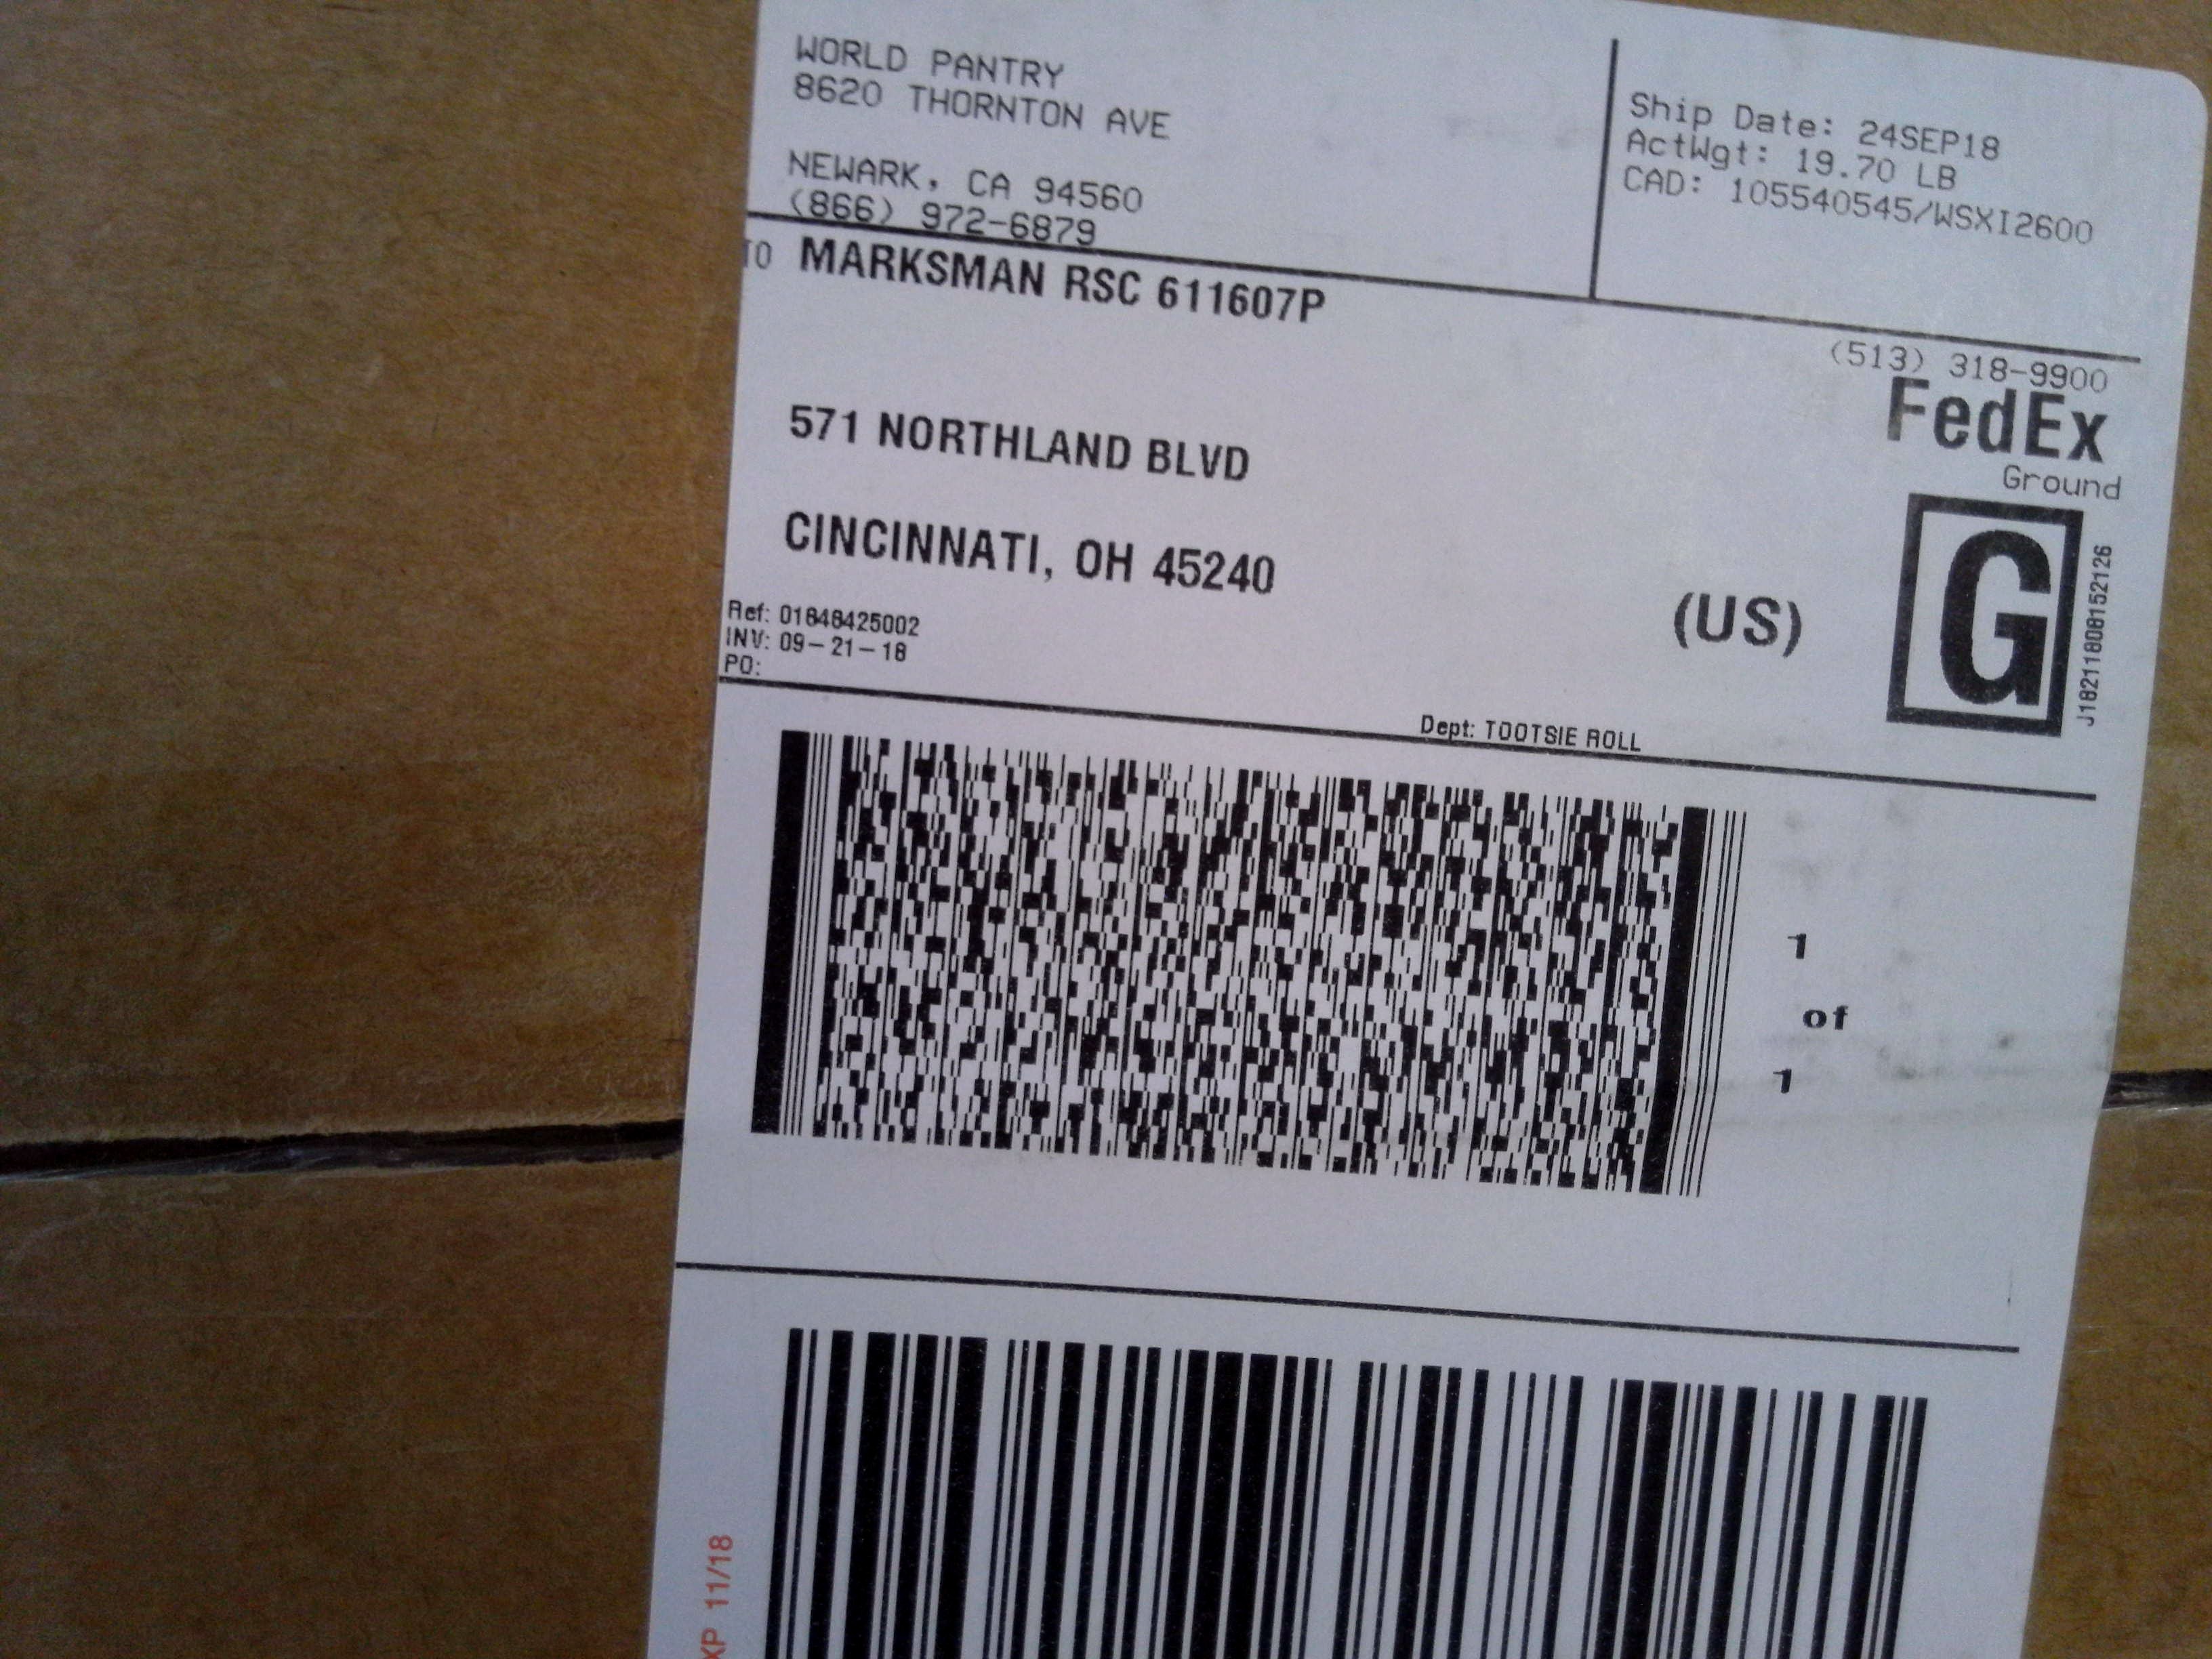 WORLD PANTRY
8620 THORNTON AVE
NEWARK, CA 94560
(866) 972-6879
Ship Date: 24SEP18
ActWgt: 19.70 LB
CAD: 105540545/WSXI2600
TO MARKSMAN RSC 611607P
(513) 318-9900
571 NORTHLAND BLVD
CINCINNATI, OH 45240
(US)
FedEx
Ground
G
J182118080152126
Ref: 01848425002
INV: 09-21-18
PO:
Dept: TOOTSIE ROLL
1
of
1
XP 11/18